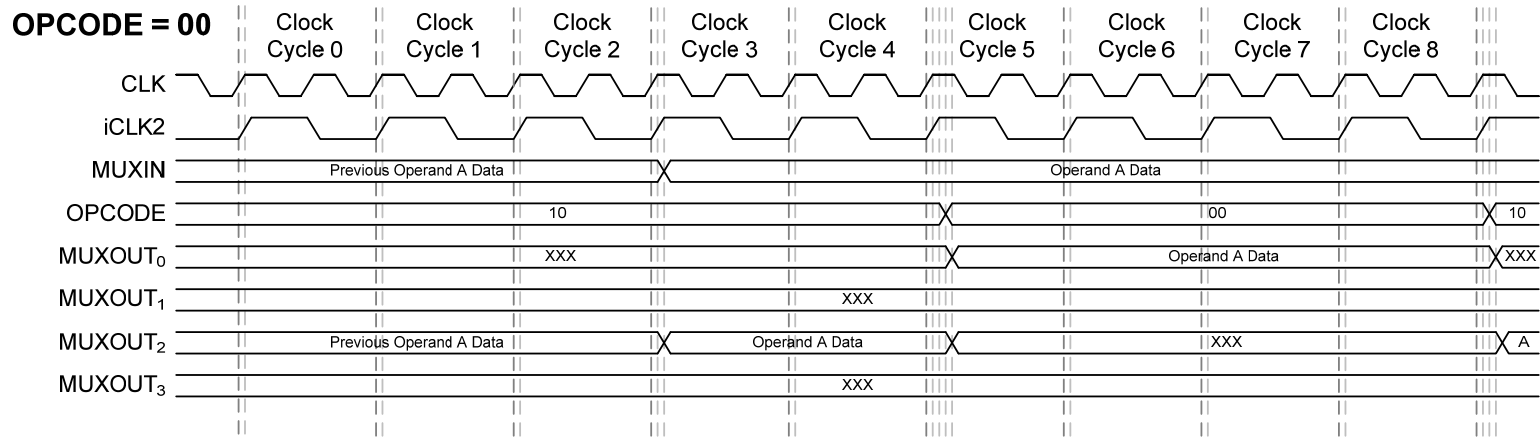 OPCODE = 00
Clock Cycle 0
Clock Cycle 1
Clock Cycle 2
Clock Cycle 3
Clock Cycle 4
Clock Cycle 5
Clock Cycle 6
Clock Cycle 7
Clock Cycle 8
CLK
iCLK2
MUXIN Previous Operand A Data Operand A Data
OPCODE 10 00 10
MUXOUT0 XXX Operand A Data XXX
MUXOUT1 XXX
MUXOUT2 Previous Operand A Data Operand A Data XXX A
MUXOUT3 XXX